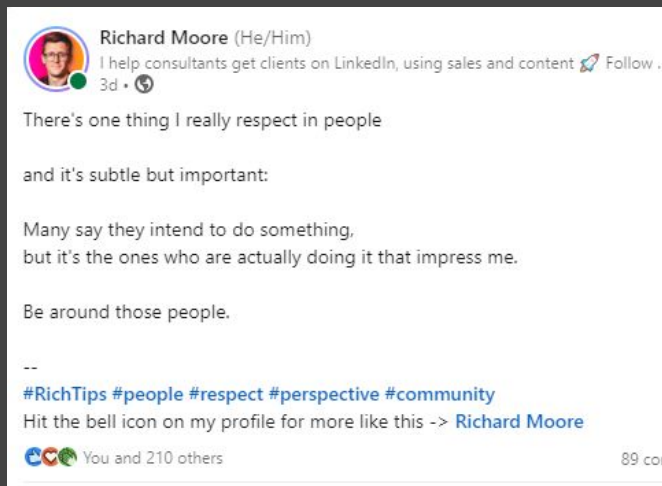 Richard Moore (He/Him)
I help consultants get clients on LinkedIn, using sales and content 🚀 Follow .
3d •
There's one thing I really respect in people
and it's subtle but important:
Many say they intend to do something,
but it's the ones who are actually doing it that impress me.
Be around those people.
--
#RichTips #people #respect #perspective #community
Hit the bell icon on my profile for more like this -> Richard Moore
You and 210 others
89